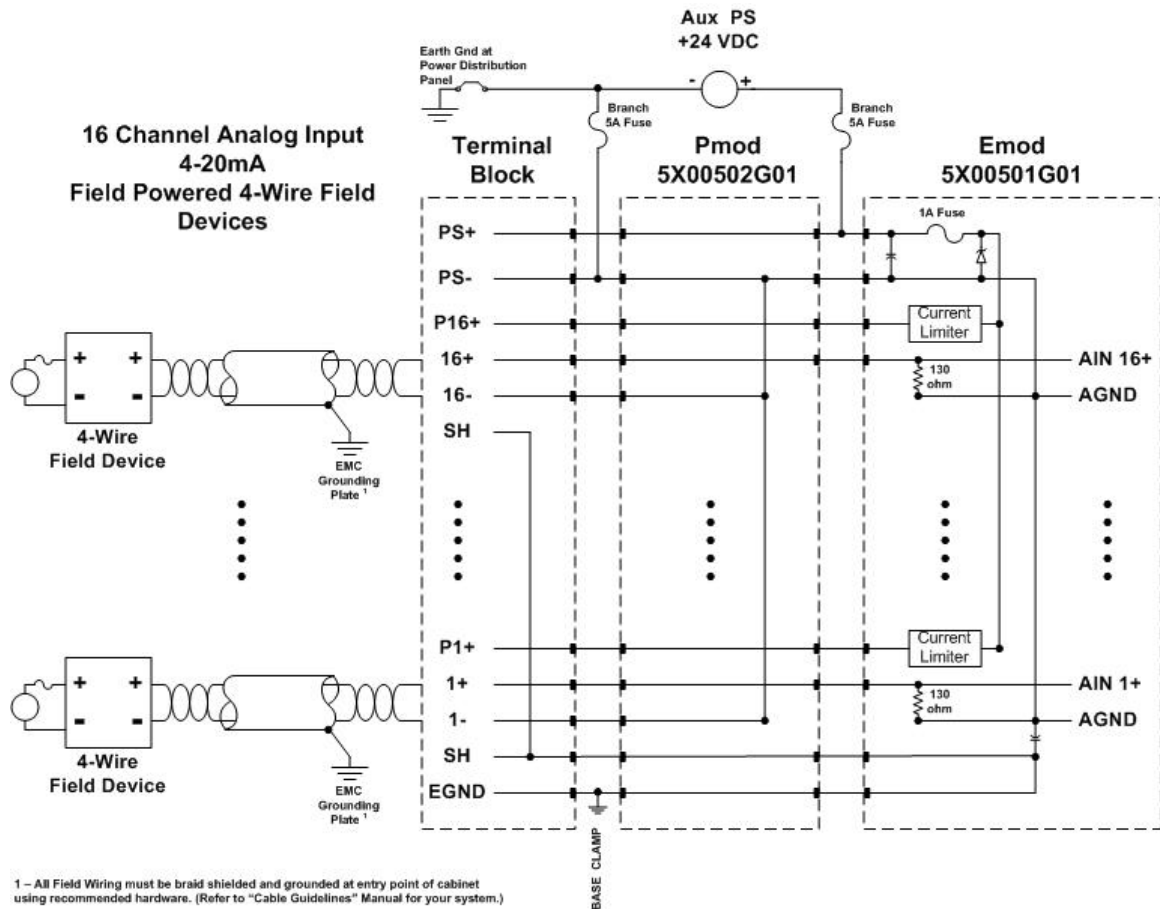 Aux PS
+24 VDC
Earth Gnd at
Power Distribution
Panel
-
+
Branch
5A Fuse
Branch
5A Fuse
16 Channel Analog Input
4-20mA
Field Powered 4-Wire Field
Devices
Terminal
Block
Pmod
5X00502G01
Emod
5X00501G01
1A Fuse
PS+
PS-
P16+
Current
Limiter
16+
130
ohm
AIN 16+
16-
AGND
SH
+
+
-
-
4-Wire
Field Device
EMC
Grounding
Plate 1
P1+
Current
Limiter
1+
130
ohm
AIN 1+
1-
AGND
SH
EGND
+
+
-
-
4-Wire
Field Device
EMC
Grounding
Plate 1
BASE CLAMP
1 – All Field Wiring must be braid shielded and grounded at entry point of cabinet
using recommended hardware. (Refer to "Cable Guidelines" Manual for your system.)